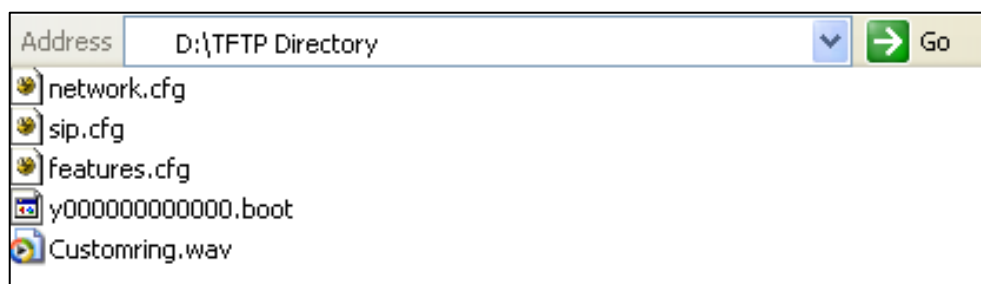 Address D:\TFTP Directory Go
network.cfg
sip.cfg
features.cfg
y000000000000.boot
Customring.wav